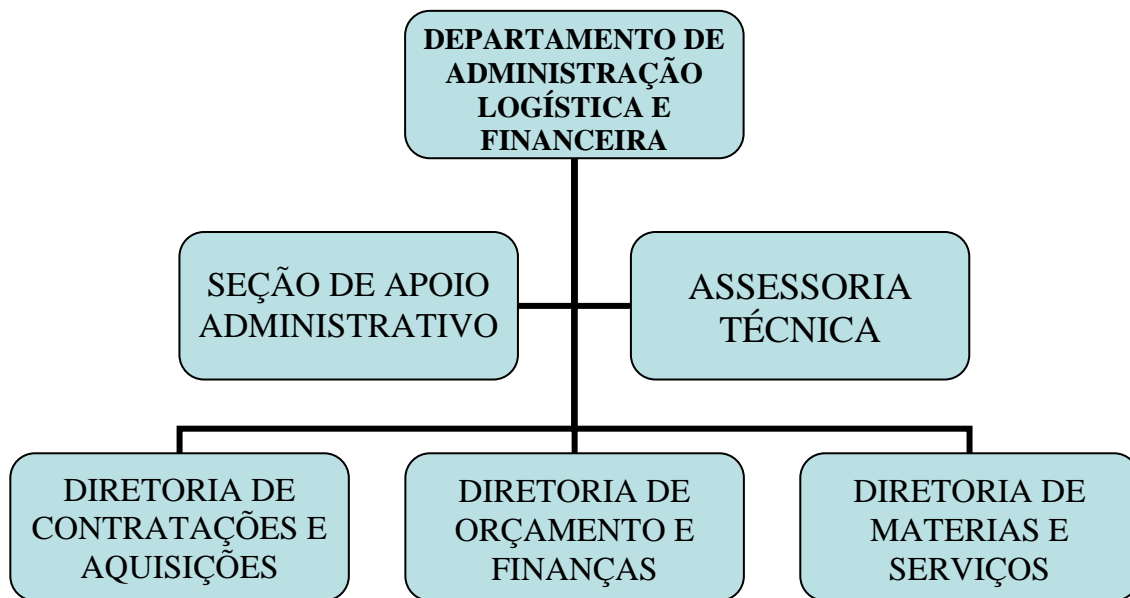 DEPARTAMENTO DE
ADMINISTRAÇÃO
LOGÍSTICA E
FINANCEIRA
SEÇÃO DE APOIO
ADMINISTRATIVO
ASSESSORIA
TÉCNICA
DIRETORIA DE
CONTRATAÇÕES E
AQUISIÇÕES
DIRETORIA DE
ORÇAMENTO E
FINANÇAS
DIRETORIA DE
MATERIAS E
SERVIÇOS